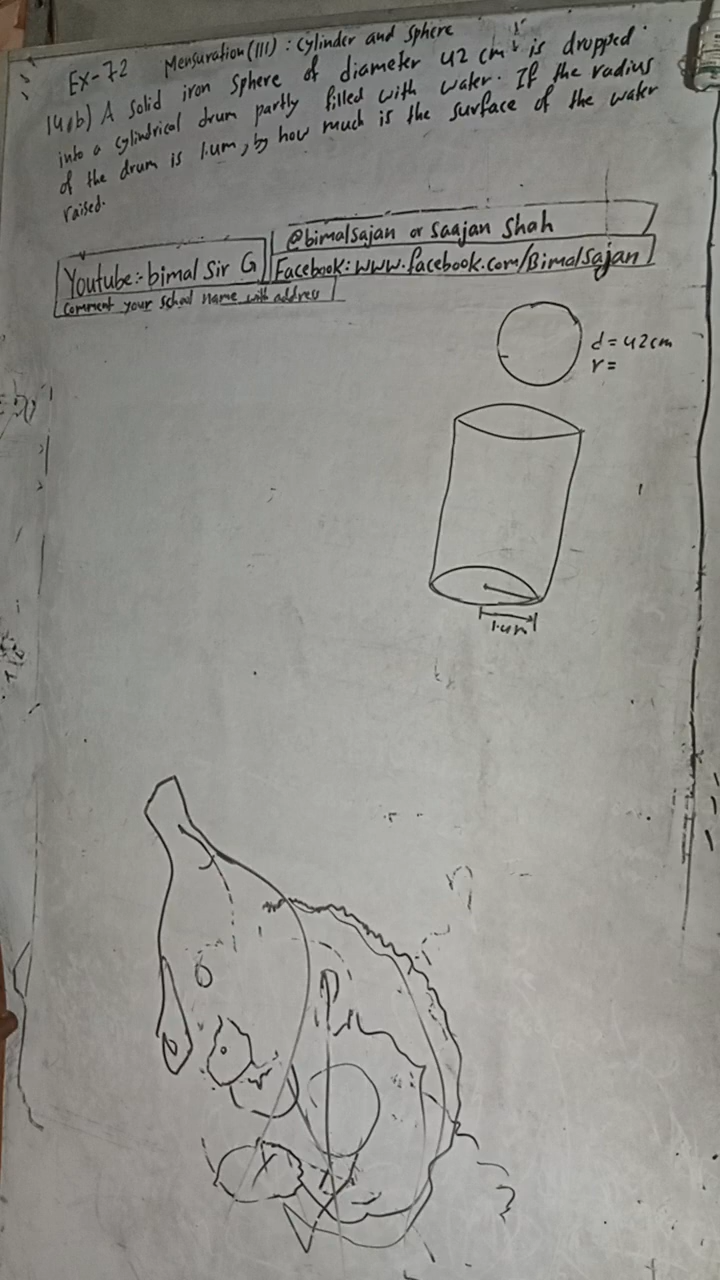 Ex-7.2 Mensuration (III) : Cylinder and sphere
14.b) A solid iron sphere of diameter 42 cm is dropped
into a cylindrical drum partly filled with water. If the radius
of the drum is 1.4m, by how much is the surface of the water
raised.
@bimalsajan or Saajan Shah
Youtube:- bimal Sir G
Facebook: www.facebook.com/Bimalsajan
Comment your school name with address
d = 42cm
r =
1.4m